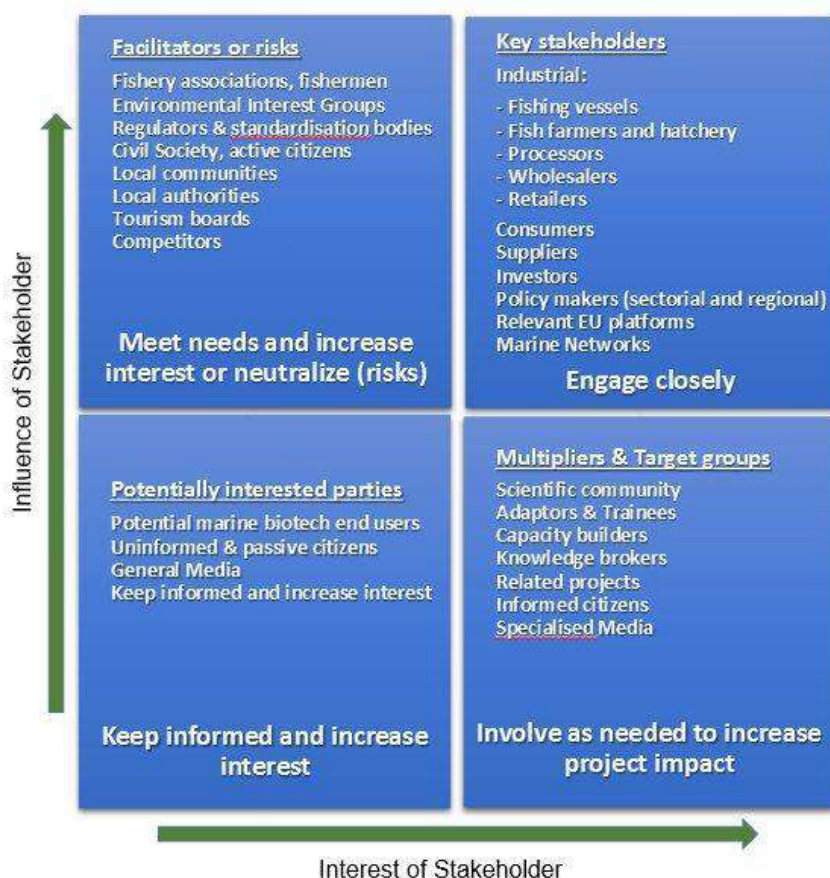 Facilitators or risks
Fishery associations, fishermen
Environmental Interest Groups
Regulators & standardisation bodies
Civil Society, active citizens
Local communities
Local authorities
Tourism boards
Competitors
Meet needs and increase
interest or neutralize (risks)
Key stakeholders
Industrial:
- Fishing vessels
- Fish farmers and hatchery
- Processors
- Wholesalers
- Retailers
Consumers
Suppliers
Investors
Policy makers (sectorial and regional)
Relevant EU platforms
Marine Networks
Engage closely
Influence of Stakeholder
Potentially interested parties
Potential marine biotech end users
Uninformed & passive citizens
General Media
Keep informed and increase interest
Keep informed and increase
interest
Multipliers & Target groups
Scientific community
Adaptors & Trainees
Capacity builders
Knowledge brokers
Related projects
Informed citizens
Specialised Media
Involve as needed to increase
project impact
Interest of Stakeholder